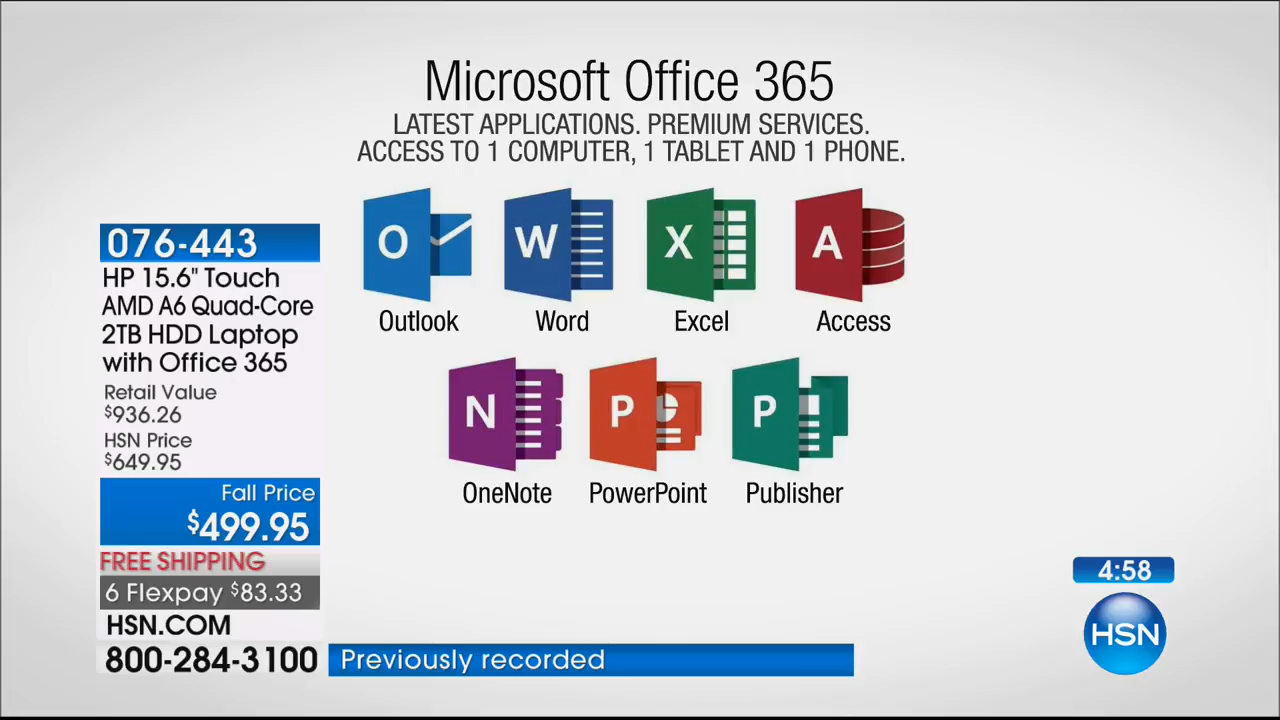 Microsoft Office 365
LATEST APPLICATIONS. PREMIUM SERVICES.
ACCESS TO 1 COMPUTER, 1 TABLET AND 1 PHONE.
O W X A
Outlook Word Excel Access
N P P
OneNote PowerPoint Publisher
076-443
HP 15.6" Touch
AMD A6 Quad-Core
2TB HDD Laptop
with Office 365
Retail Value
$936.26
HSN Price
$649.95
Fall Price
$499.95
FREE SHIPPING
6 Flexpay $83.33
HSN.COM
800-284-3100
Previously recorded
4:58
HSN